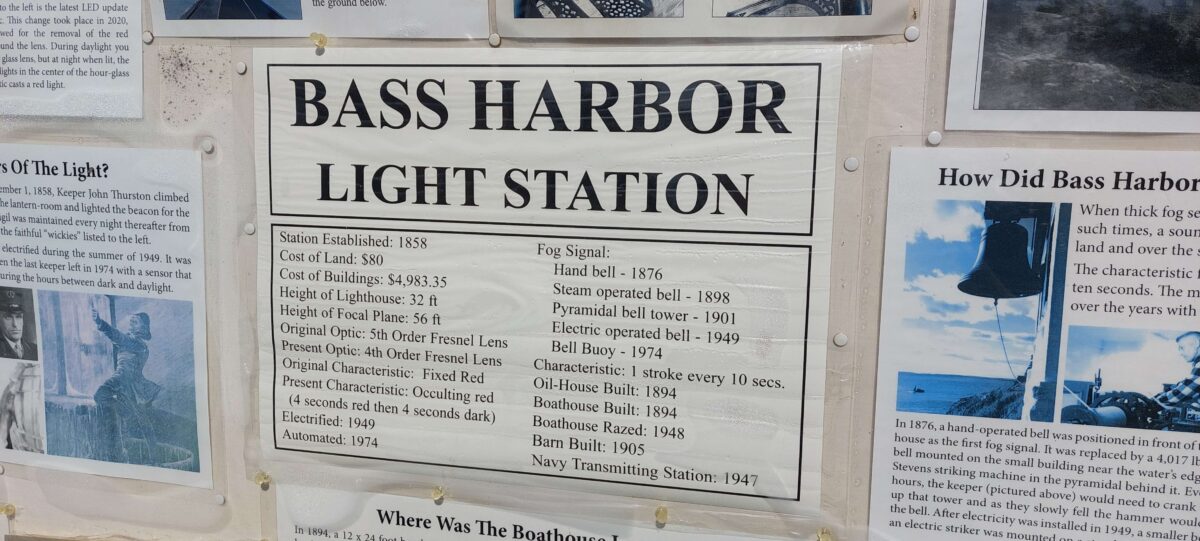 to the left is the latest LED update
This change took place in 2020,
wed for the removal of the red
und the lens. During daylight you
glass lens, but at night when lit, the
lights in the center of the hour-glass
tic casts a red light.
the ground below.
BASS HARBOR
LIGHT STATION
Station Established: 1858
Cost of Land: $80
Cost of Buildings: $4,983.35
Height of Lighthouse: 32 ft
Height of Focal Plane: 56 ft
Original Optic: 5th Order Fresnel Lens
Present Optic: 4th Order Fresnel Lens
Original Characteristic: Fixed Red
Present Characteristic: Occulting red
(4 seconds red then 4 seconds dark)
Electrified: 1949
Automated: 1974
Fog Signal:
Hand bell - 1876
Steam operated bell - 1898
Pyramidal bell tower - 1901
Electric operated bell - 1949
Bell Buoy - 1974
Characteristic: 1 stroke every 10 secs.
Oil-House Built: 1894
Boathouse Built: 1894
Boathouse Razed: 1948
Barn Built: 1905
Navy Transmitting Station: 1947
rs Of The Light?
ember 1, 1858, Keeper John Thurston climbed
he lantern-room and lighted the beacon for the
igil was maintained every night thereafter from
the faithful "wickies" listed to the left.
electrified during the summer of 1949. It was
en the last keeper left in 1974 with a sensor that
uring the hours between dark and daylight.
How Did Bass Harbor
When thick fog se
such times, a soun
land and over the s
The characteristic f
ten seconds. The m
over the years with
In 1876, a hand-operated bell was positioned in front of t
house as the first fog signal. It was replaced by a 4,017 lb
bell mounted on the small building near the water's edg
Stevens striking machine in the pyramidal behind it. Ev
hours, the keeper (pictured above) would need to crank
up that tower and as they slowly fell the hammer would
the bell. After electricity was installed in 1949, a smaller b
an electric striker was mounted on
Where Was The Boathouse
In 1894, a 12 x 24 foot